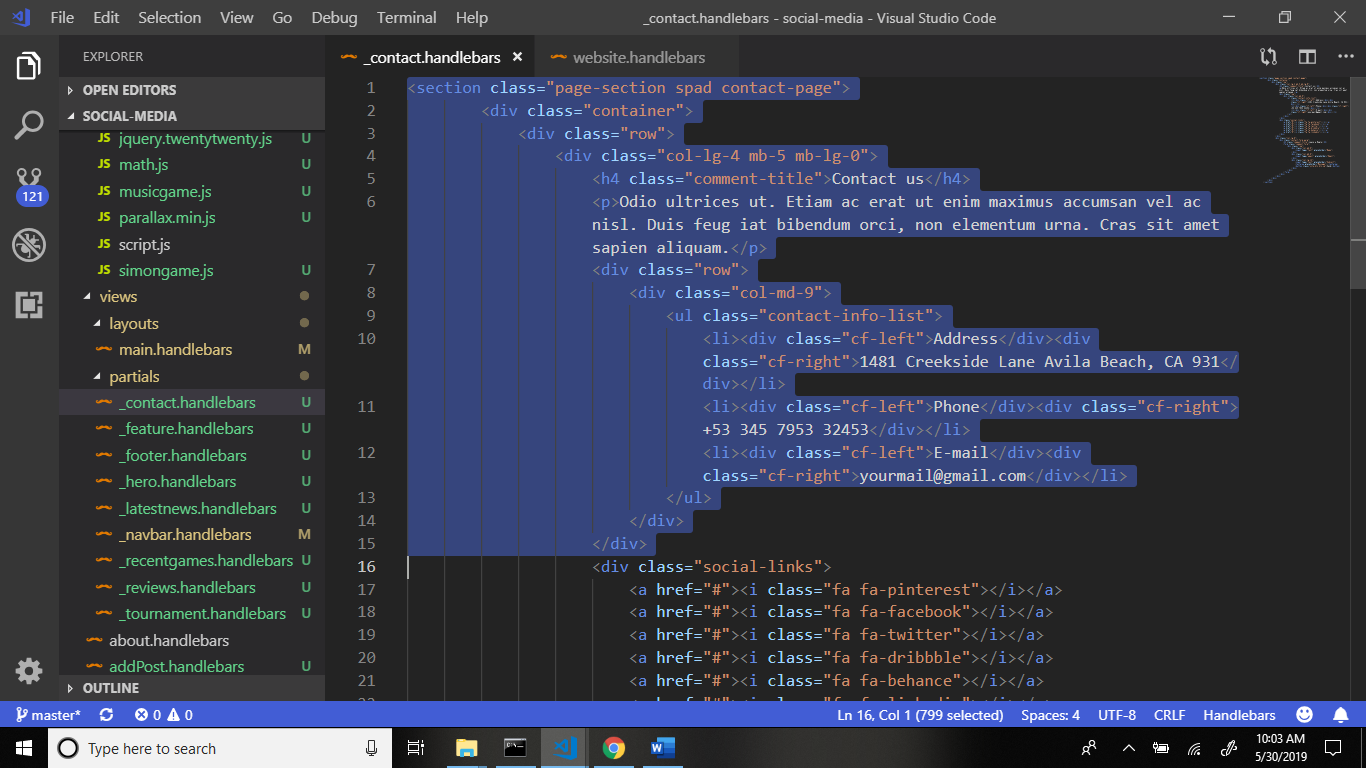 File Edit Selection View Go Debug Terminal Help
_contact.handlebars - social-media - Visual Studio Code
EXPLORER
OPEN EDITORS
SOCIAL-MEDIA
JS jquery.twentytwenty.js U
JS math.js U
JS musicgame.js U
JS parallax.min.js U
JS script.js
JS simongame.js U
views
layouts
main.handlebars M
partials
_contact.handlebars U
_feature.handlebars U
_footer.handlebars U
_hero.handlebars U
_latestnews.handlebars U
_navbar.handlebars M
_recentgames.handlebars U
_reviews.handlebars U
_tournament.handlebars U
about.handlebars
addPost.handlebars U
OUTLINE
121
_contact.handlebars website.handlebars
1 <section class="page-section spad contact-page">
2 <div class="container">
3 <div class="row">
4 <div class="col-lg-4 mb-5 mb-lg-0">
5 <h4 class="comment-title">Contact us</h4>
6 <p>Odio ultrices ut. Etiam ac erat ut enim maximus accumsan vel ac
nisl. Duis feug iat bibendum orci, non elementum urna. Cras sit amet
sapien aliquam.</p>
7 <div class="row">
8 <div class="col-md-9">
9 <ul class="contact-info-list">
10 <li><div class="cf-left">Address</div><div
class="cf-right">1481 Creekside Lane Avila Beach, CA 931</
div></li>
11 <li><div class="cf-left">Phone</div><div class="cf-right">
+53 345 7953 32453</div></li>
12 <li><div class="cf-left">E-mail</div><div
class="cf-right">yourmail@gmail.com</div></li>
13 </ul>
14 </div>
15 </div>
16 <div class="social-links">
17 <a href="#"><i class="fa fa-pinterest"></i></a>
18 <a href="#"><i class="fa fa-facebook"></i></a>
19 <a href="#"><i class="fa fa-twitter"></i></a>
20 <a href="#"><i class="fa fa-dribbble"></i></a>
21 <a href="#"><i class="fa fa-behance"></i></a>
master* 0 0 Ln 16, Col 1 (799 selected) Spaces: 4 UTF-8 CRLF Handlebars
Type here to search
10:03 AM
5/30/2019